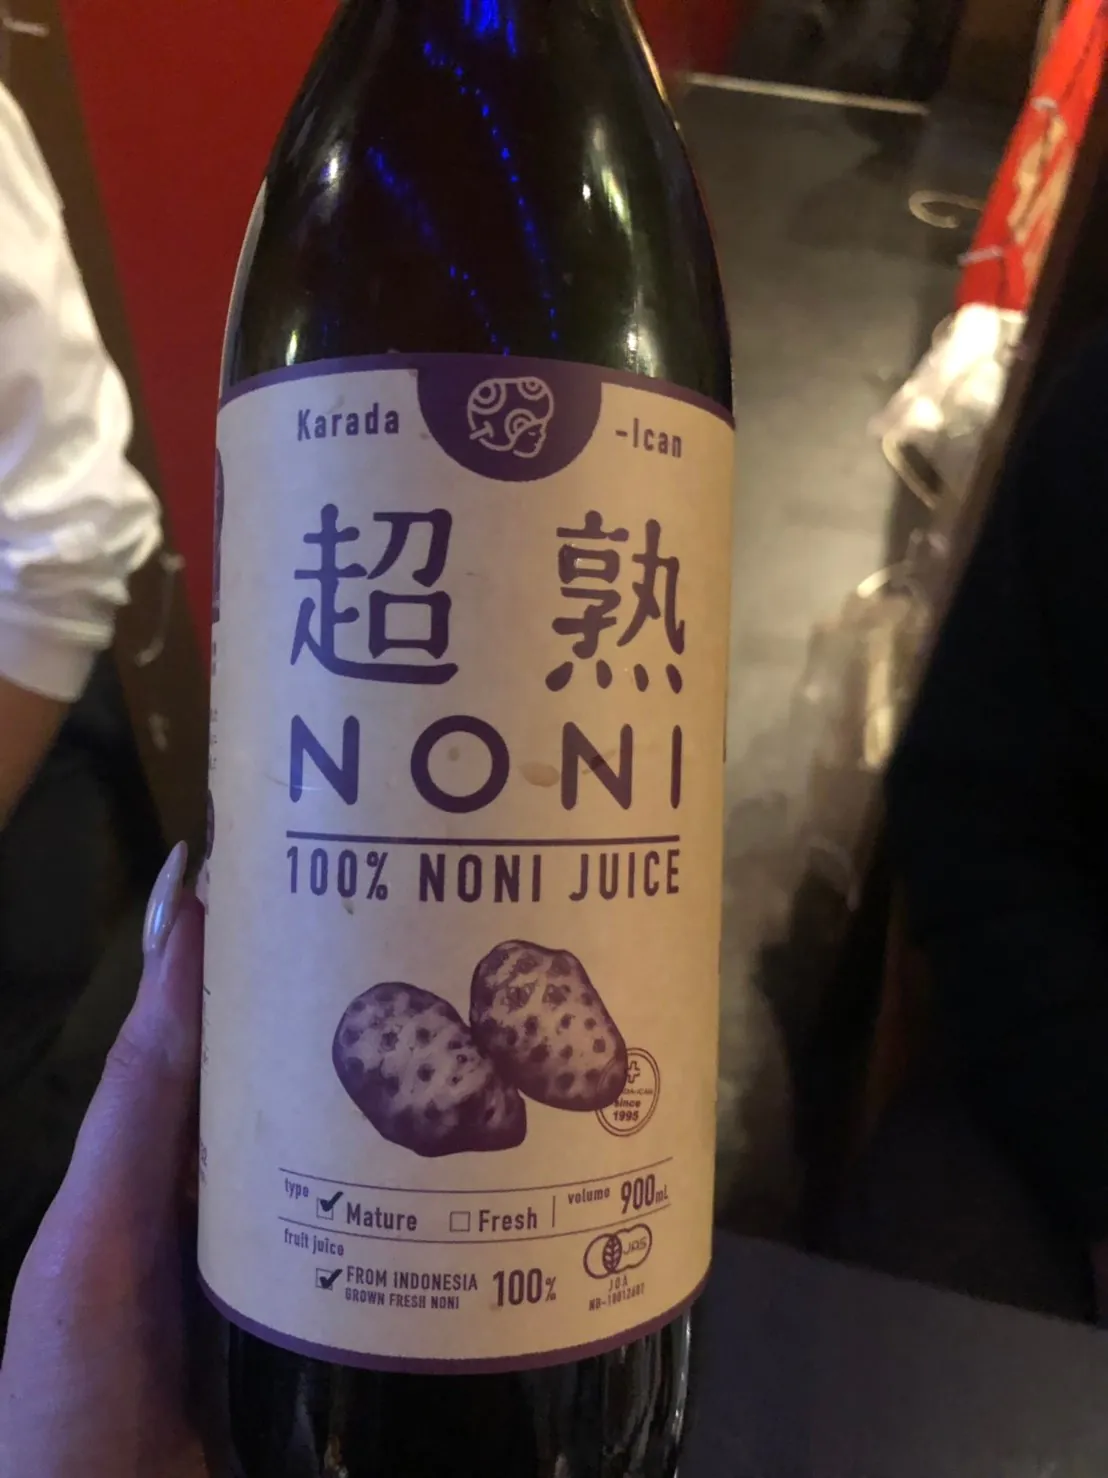 Karada -Ican
超熟
NONI
100% NONI JUICE
since
1995
type ✔ Mature □ Fresh | volume 900mL
fruit juice
✔ FROM INDONESIA 100%
GROWN FRESH NONI
JAS
JOA